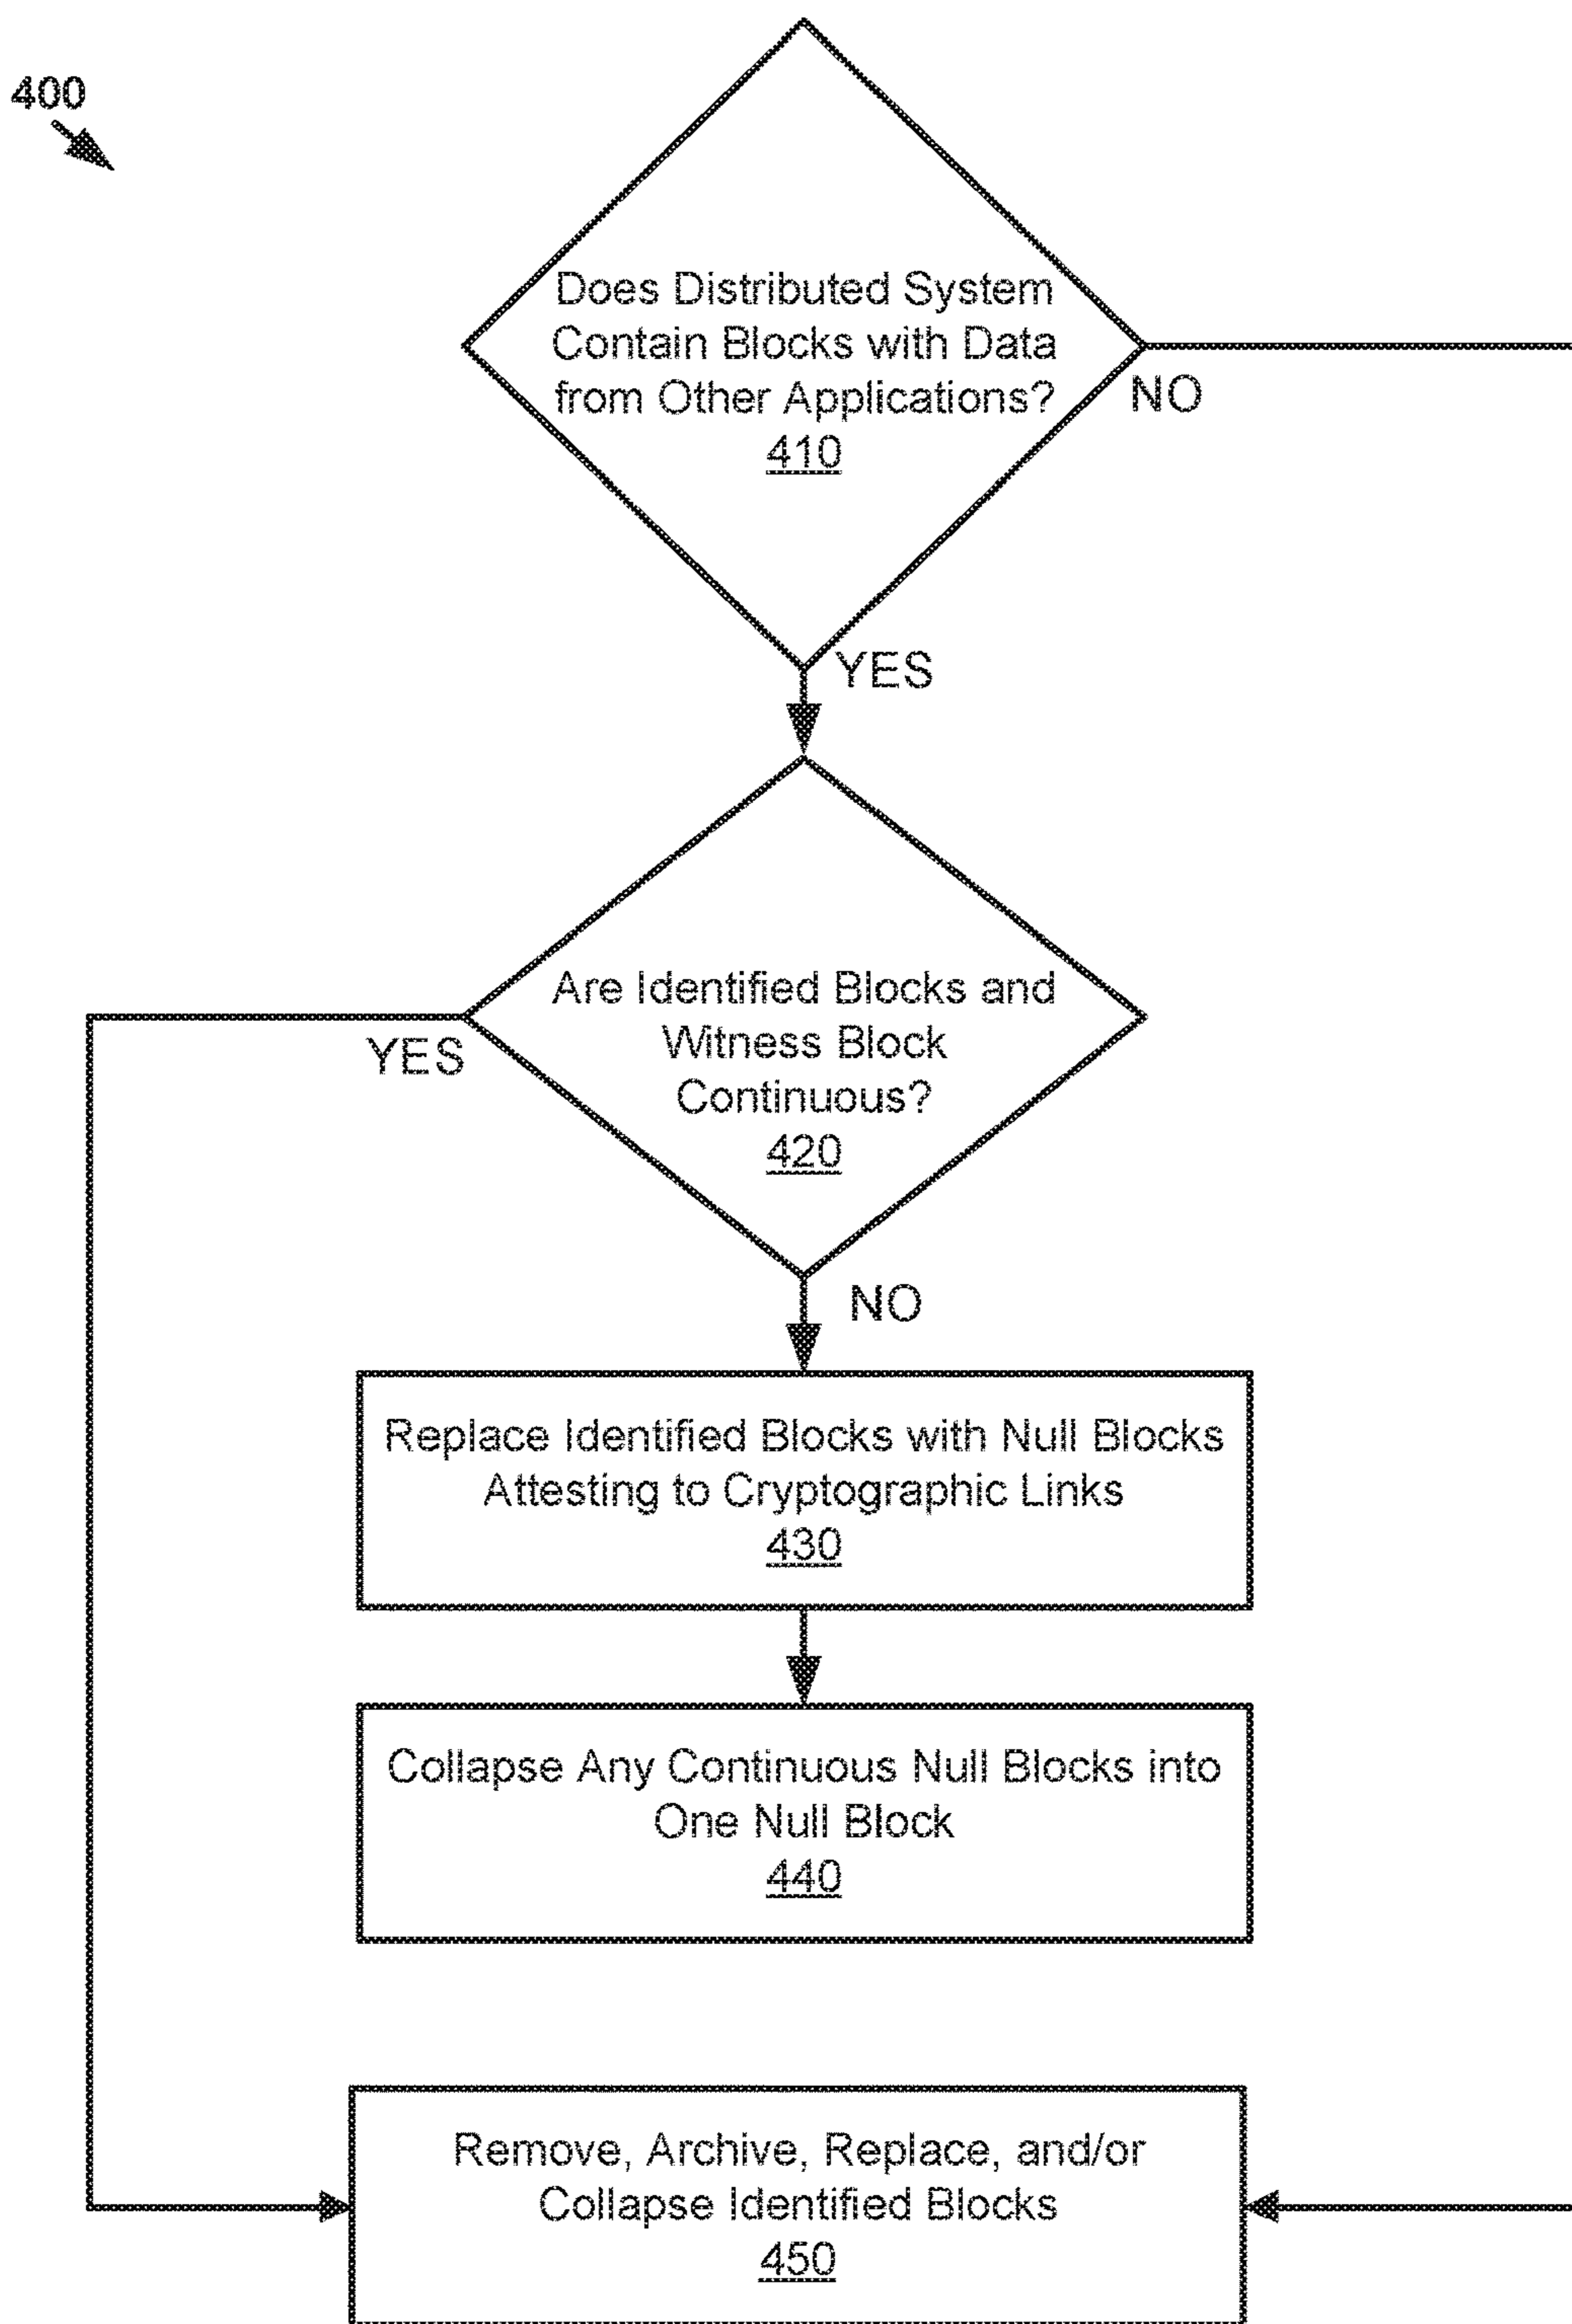 400
Does Distributed System
Contain Blocks with Data
from Other Applications?
410
NO
YES
Are Identified Blocks and
Witness Block
Continuous?
420
YES
NO
Replace Identified Blocks with Null Blocks
Attesting to Cryptographic Links
430
Collapse Any Continuous Null Blocks into
One Null Block
440
Remove, Archive, Replace, and/or
Collapse Identified Blocks
450